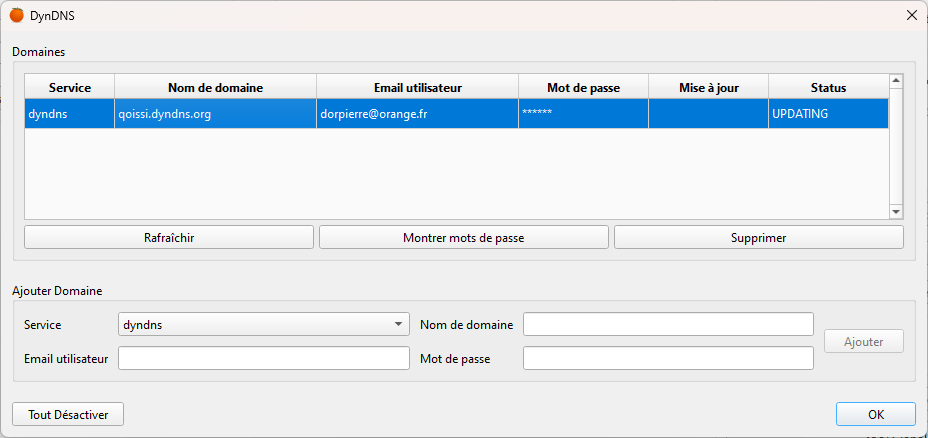 DynDNS
Domaines
Service Nom de domaine Email utilisateur Mot de passe Mise à jour Status
dyndns qoissi.dyndns.org dorpierre@orange.fr ****** UPDATING
Rafraîchir Montrer mots de passe Supprimer
Ajouter Domaine
Service dyndns Nom de domaine
Ajouter
Email utilisateur Mot de passe
Tout Désactiver OK